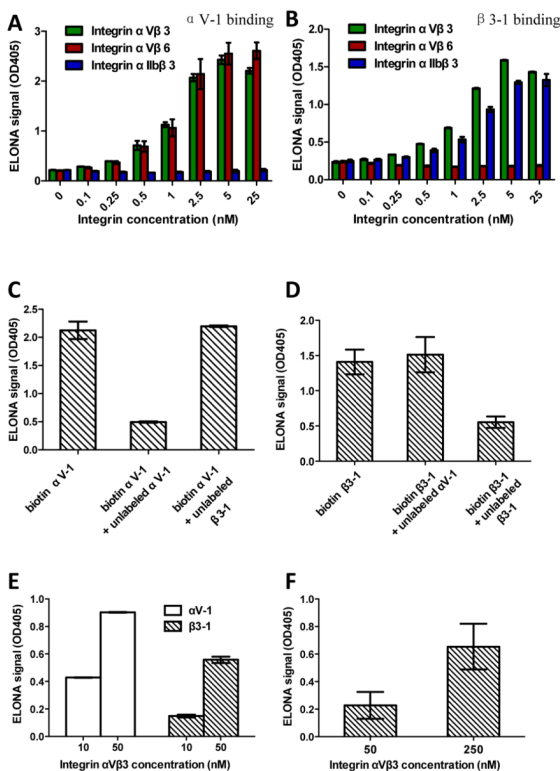 A
α V-1 binding
Integrin α Vβ 3
Integrin α Vβ 6
Integrin α IIbβ 3
ELONA signal (OD405)
3
2
1
0
0 0.1 0.25 0.5 1 2.5 5 25
Integrin concentration (nM)
B
β 3-1 binding
Integrin α Vβ 3
Integrin α Vβ 6
Integrin α IIbβ 3
ELONA signal (OD405)
2.0
1.5
1.0
0.5
0.0
0 0.1 0.25 0.5 1 2.5 5 25
Integrin concentration (nM)
C
ELONA signal (OD405)
2.5
2.0
1.5
1.0
0.5
0.0
biotin α V-1
biotin α V-1
+ unlabeled α V-1
biotin α V-1
+ unlabeled
β3-1
D
ELONA signal (OD405)
2.0
1.5
1.0
0.5
0.0
biotin β3-1
biotin β3-1
+ unlabeled αV-1
biotin β3-1
+ unlabeled
β3-1
E
αV-1
β3-1
ELONA signal (OD405)
1.0
0.8
0.6
0.4
0.2
0.0
10 50 10 50
Integrin αVβ3 concentration (nM)
F
ELONA signal (OD405)
1.0
0.8
0.6
0.4
0.2
0.0
50 250
Integrin αVβ3 concentration (nM)